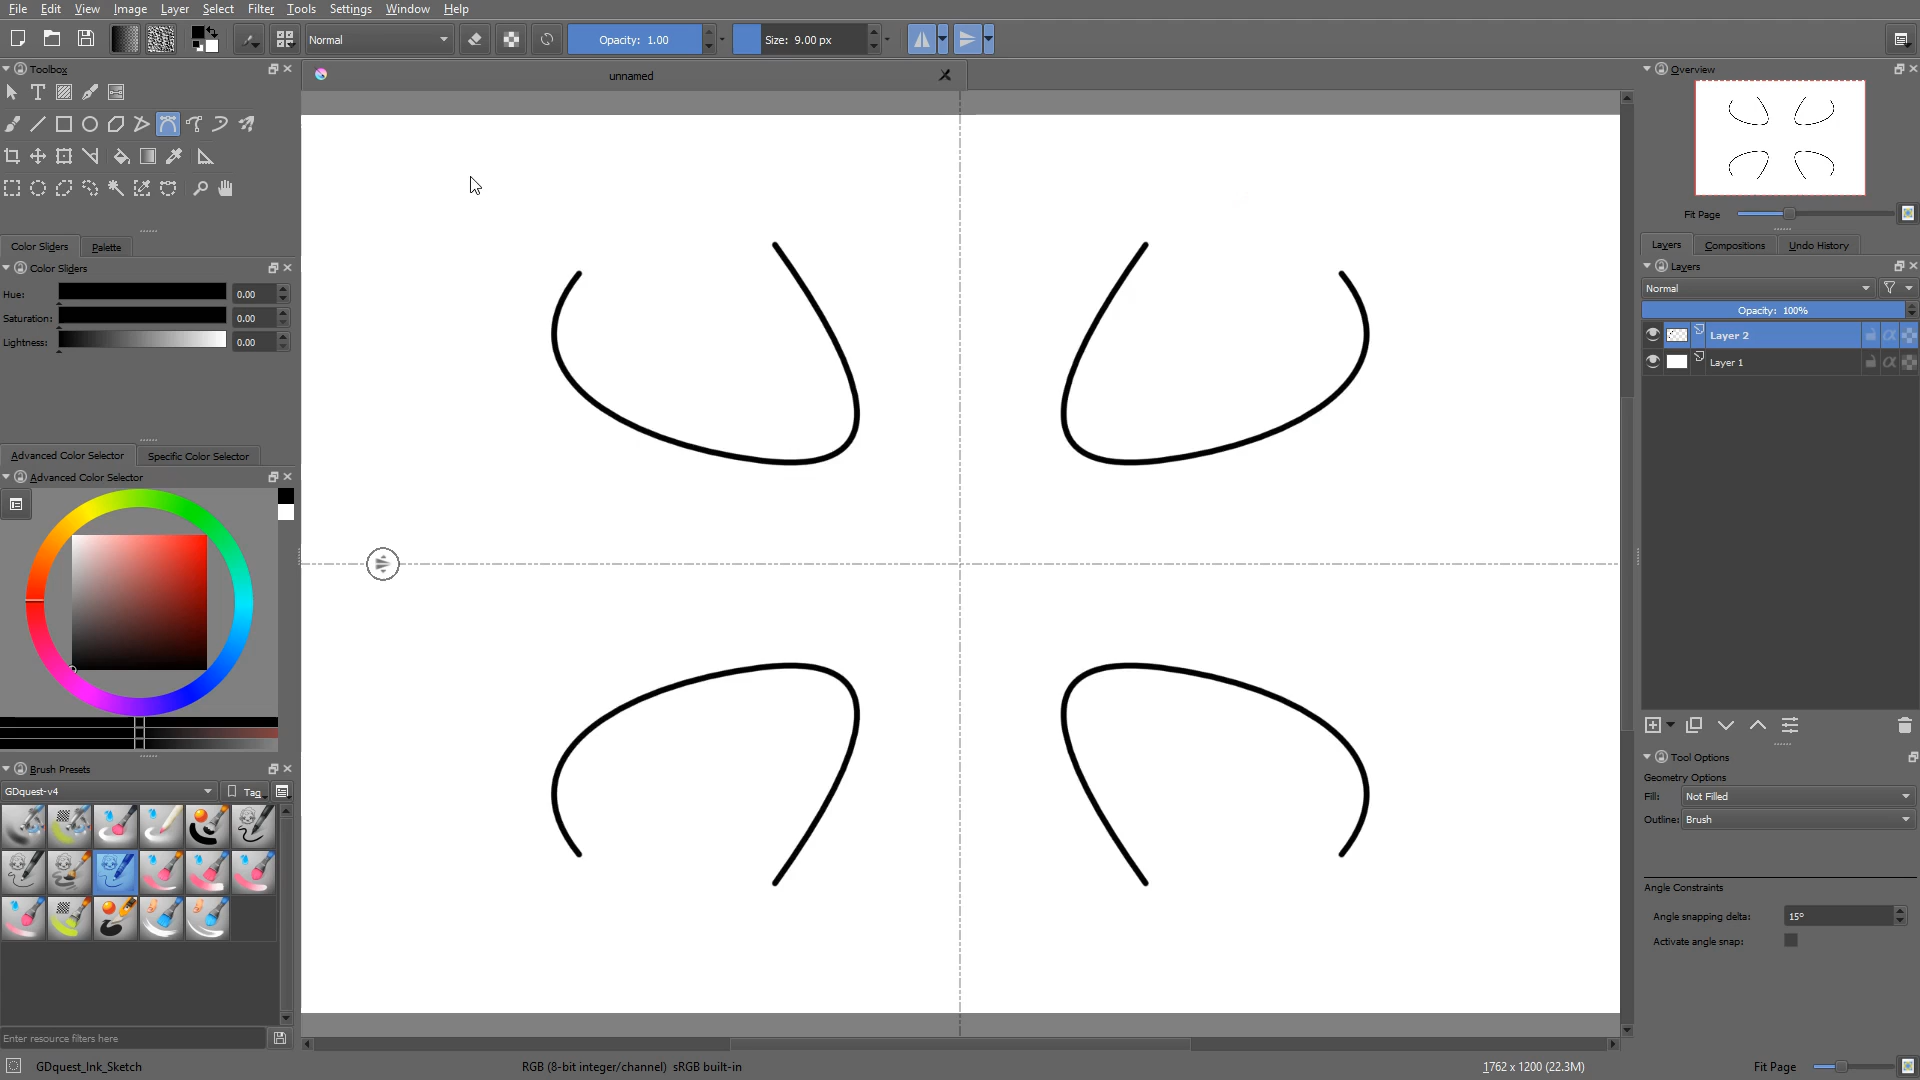 File Edit View Image Layer Select Filter Tools Settings Window Help
Normal Opacity: 1.00 Size: 9.00 px
Toolbox
unnamed
Overview
Fit Page
Color Sliders Palette
Color Sliders
Hue: 0.00
Saturation: 0.00
Lightness: 0.00
Layers Compositions Undo History
Layers
Normal
Opacity: 100%
Layer 2
Layer 1
Advanced Color Selector Specific Color Selector
Advanced Color Selector
Brush Presets
GDquest-v4 Tag
Enter resource filters here
Tool Options
Geometry Options
Fill: Not Filled
Outline: Brush
Angle Constraints
Angle snapping delta: 15°
Activate angle snap:
GDquest_Ink_Sketch RGB (8-bit integer/channel) sRGB built-in 1762 x 1200 (22.3M) Fit Page